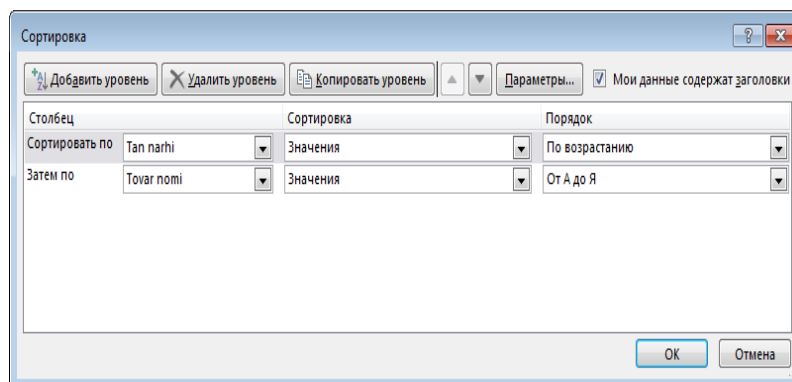 Сортировка
Добавить уровень Удалить уровень Копировать уровень Параметры... Мои данные содержат заголовки
Столбец Сортировка Порядок
Сортировать по Tan narhi Значения По возрастанию
Затем по Tovar nomi Значения От А до Я
OK Отмена